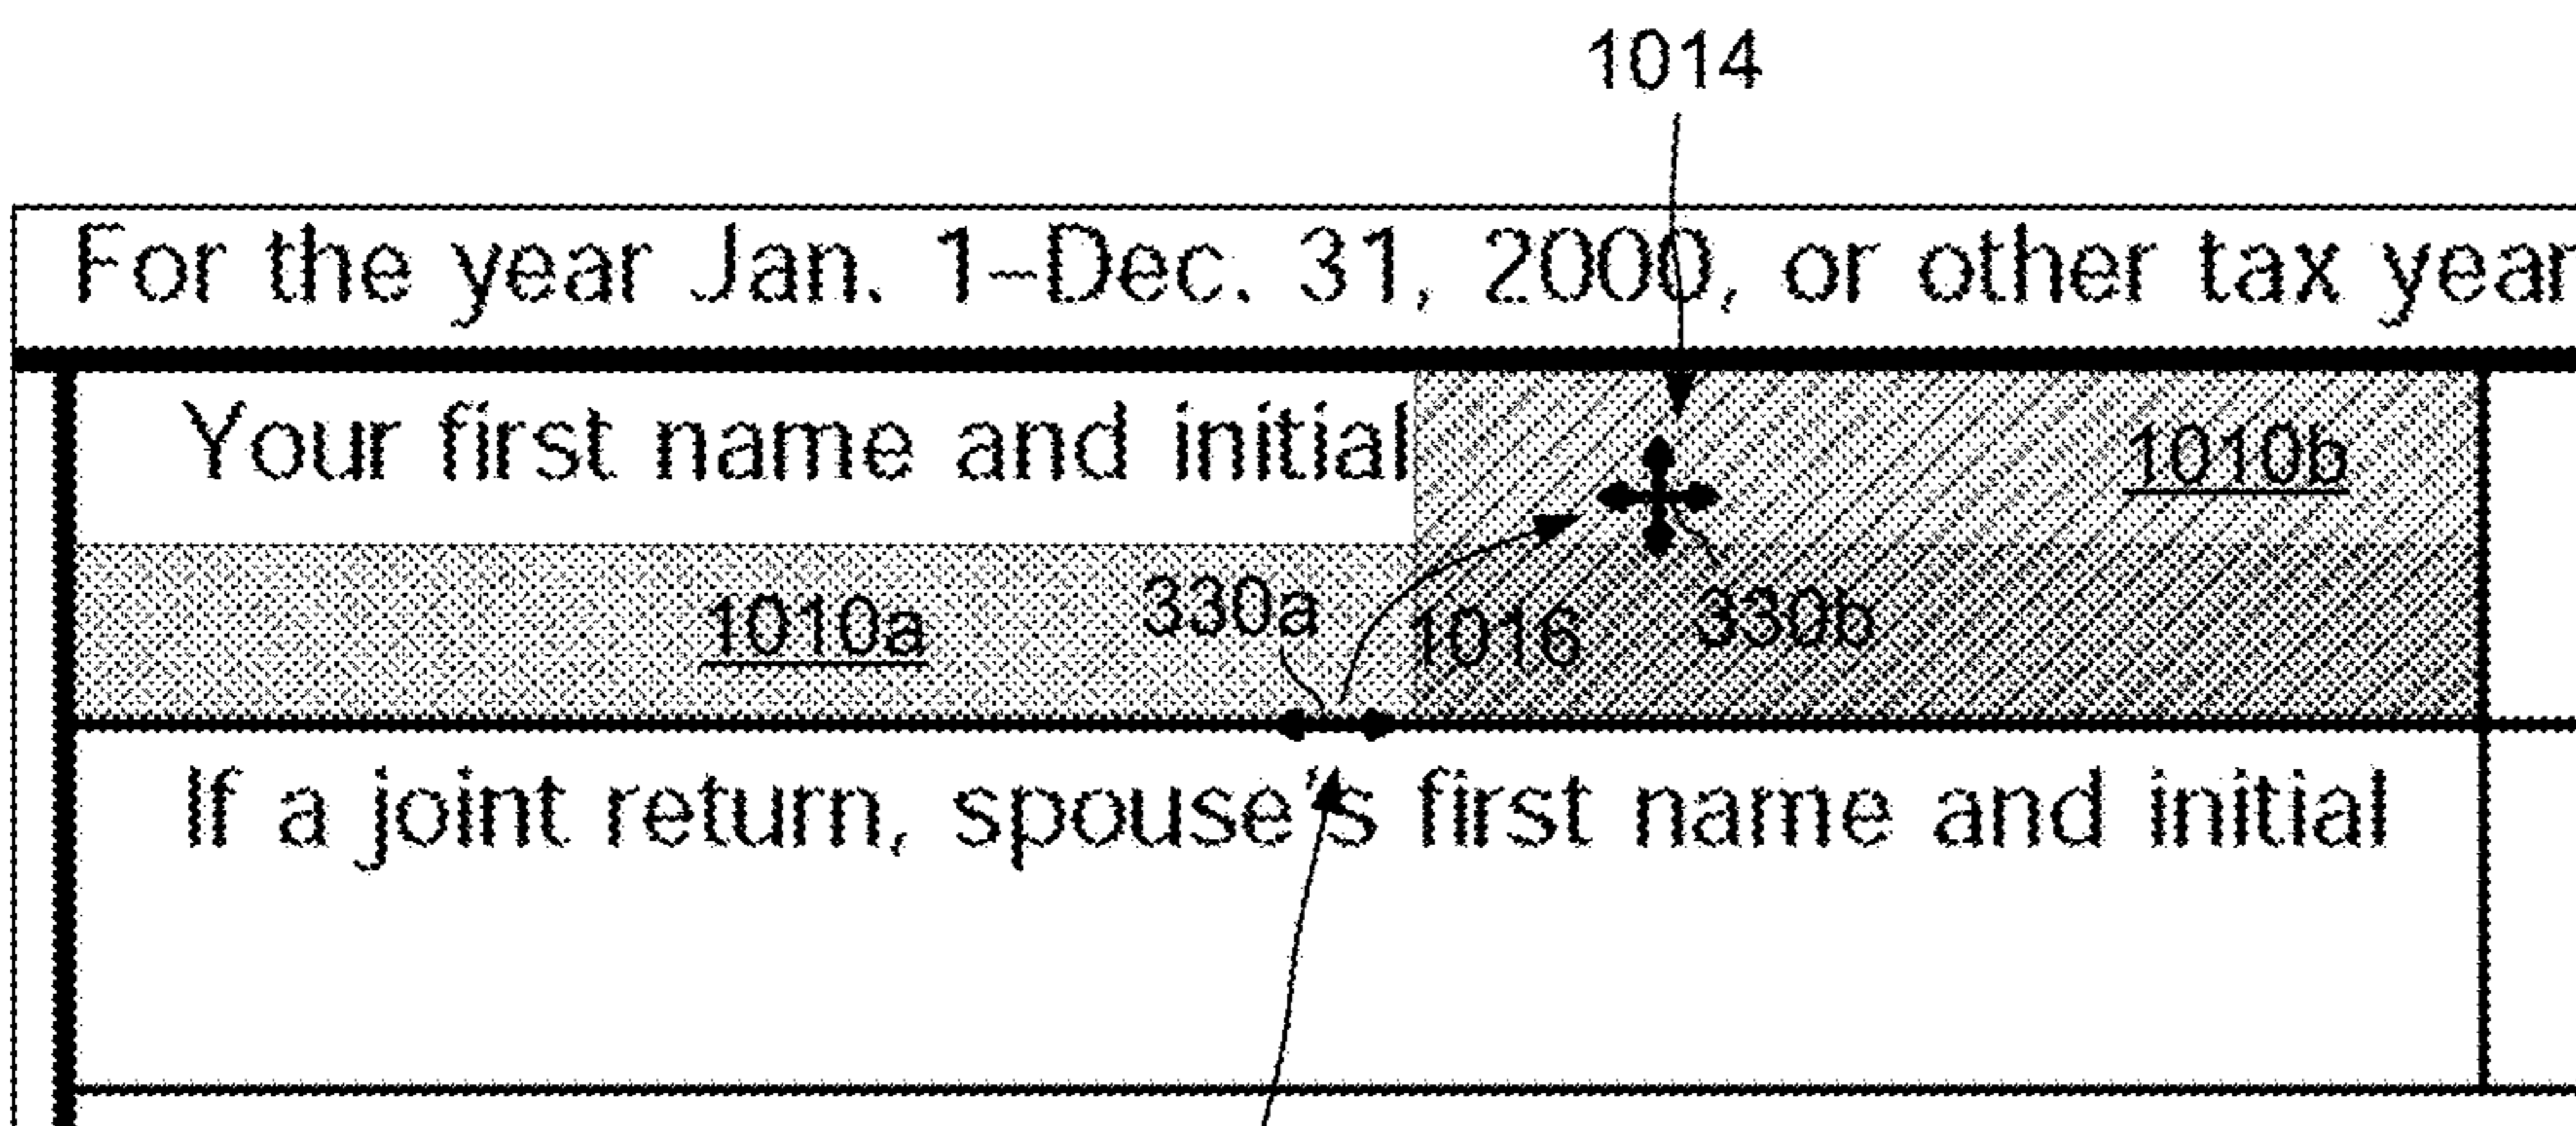 1014
For the year Jan. 1–Dec. 31, 2000, or other tax year
Your first name and initial
1010b
1010a
330a
1016
330b
If a joint return, spouse's first name and initial